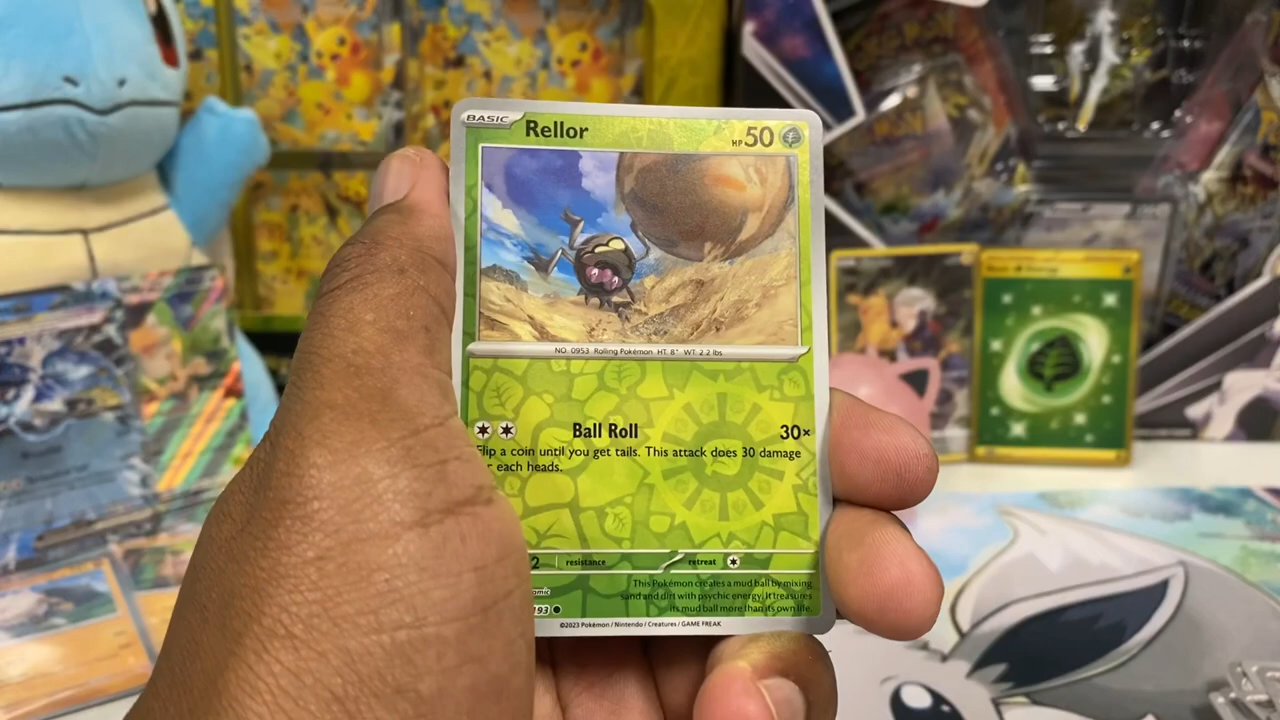 BASIC Rellor HP 50
NO 0953 Rolling Pokémon HT: 8" WT: 2.2 lbs
Ball Roll 30×
Flip a coin until you get tails. This attack does 30 damage
each heads.
2 resistance retreat
This Pokémon creates a mud ball by mixing
sand and dirt with psychic energy. It treasures
its mud ball more than its own life.
193
©2023 Pokémon / Nintendo / Creatures / GAME FREAK